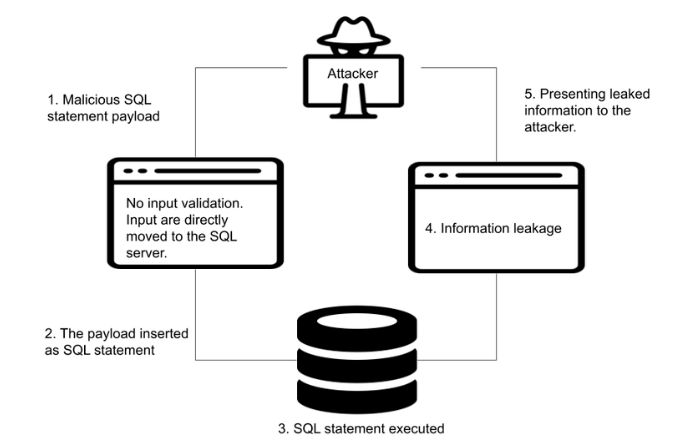 Attacker
1. Malicious SQL
statement payload
5. Presenting leaked
information to the
attacker.
No input validation.
Input are directly
moved to the SQL
server.
4. Information leakage
2. The payload inserted
as SQL statement
3. SQL statement executed